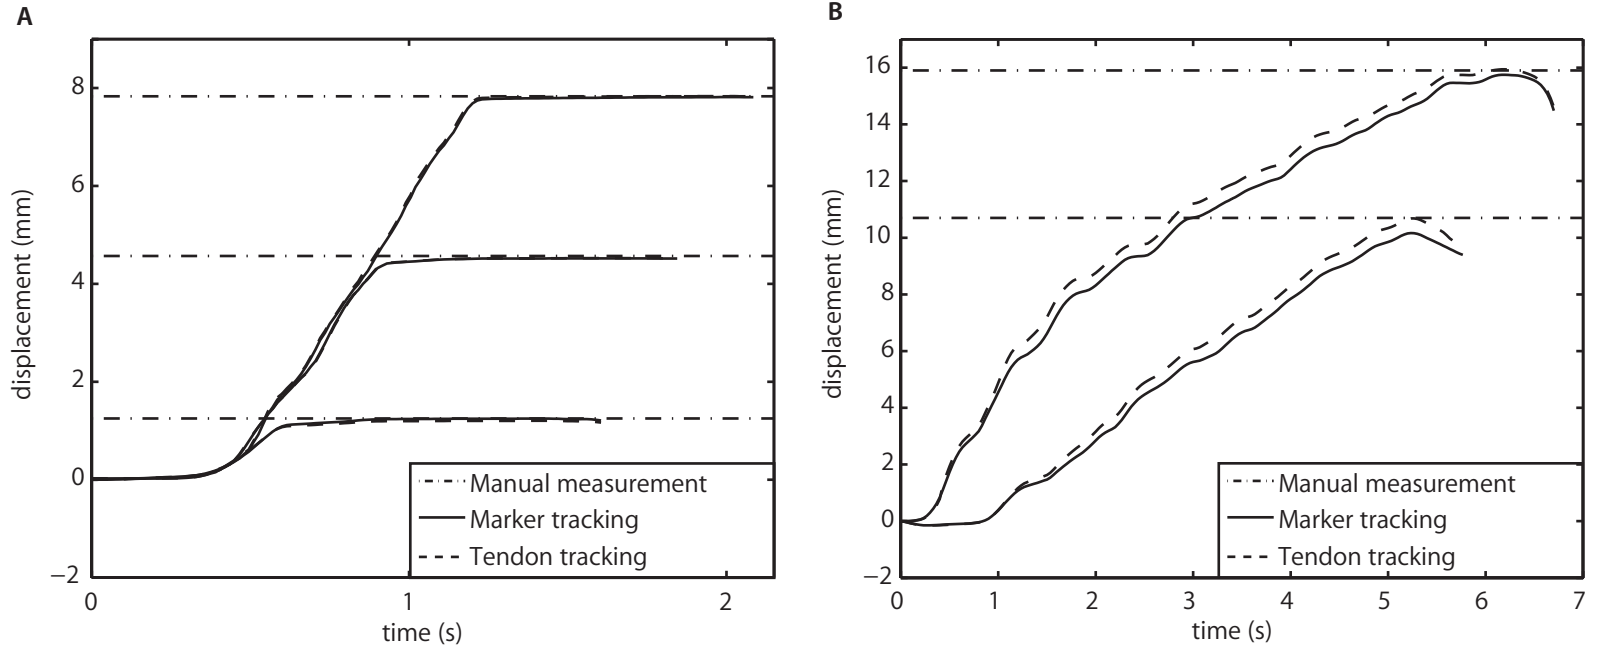 A
displacement (mm)
8
6
4
2
0
−2
0
1
2
time (s)
Manual measurement
Marker tracking
Tendon tracking
B
displacement (mm)
16
14
12
10
8
6
4
2
0
−2
0
1
2
3
4
5
6
7
time (s)
Manual measurement
Marker tracking
Tendon tracking